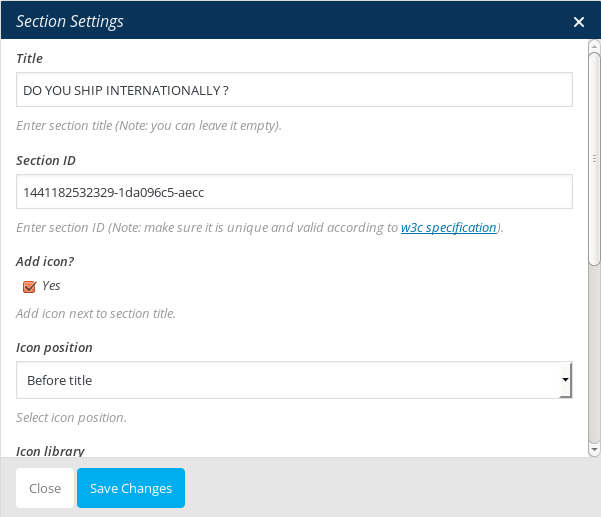 Section Settings
Title
DO YOU SHIP INTERNATIONALLY ?
Enter section title (Note: you can leave it empty).
Section ID
1441182532329-1da096c5-aecc
Enter section ID (Note: make sure it is unique and valid according to w3c specification).
Add icon?
Yes
Add icon next to section title.
Icon position
Before title
Select icon position.
Icon library
Close
Save Changes